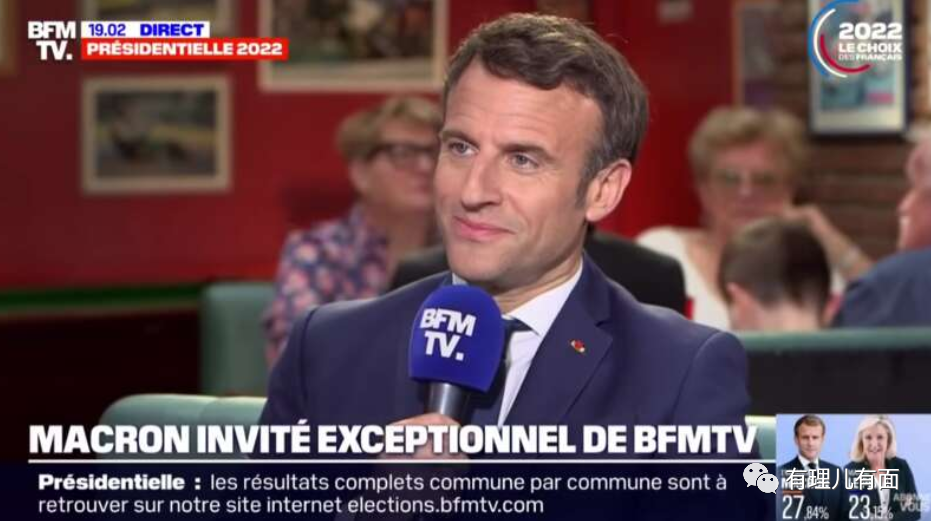 BFM
TV.
19.02 DIRECT
PRÉSIDENTIELLE 2022
2022
LE CHOIX
DES FRANÇAIS
BFM
TV.
MACRON INVITÉ EXCEPTIONNEL DE BFMTV
Présidentielle : les résultats complets commune par commune sont à
retrouver sur notre site internet elections.bfmtv.com
有理儿有面
27,84%
23,15%
VOUS